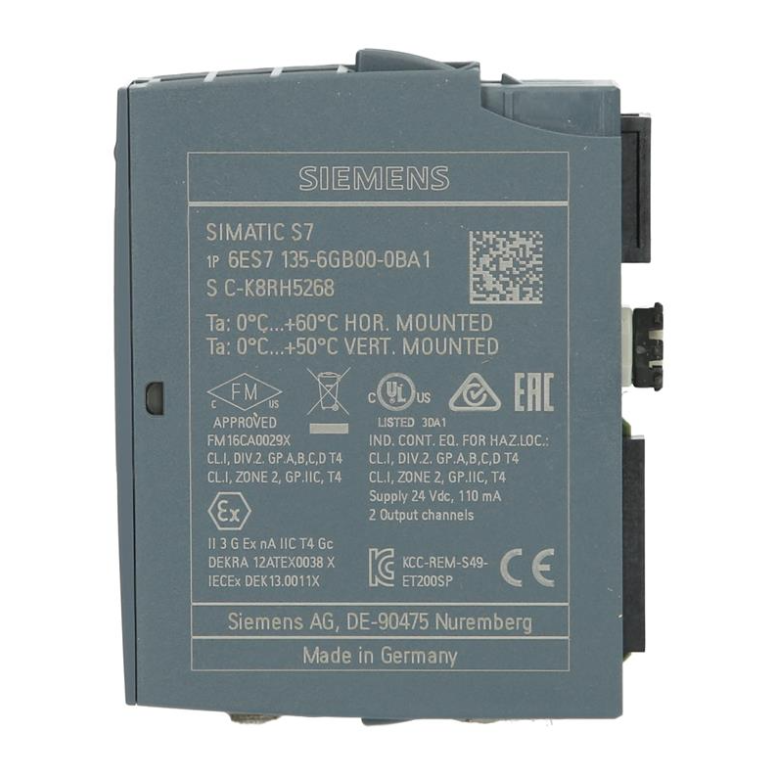 SIEMENS
SIMATIC S7
1P 6ES7 135-6GB00-0BA1
S C-K8RH5268
Ta: 0°C...+60°C HOR. MOUNTED
Ta: 0°C...+50°C VERT. MOUNTED
FM
C US
APPROVED
FM16CA0029X
CL.I, DIV.2. GP.A,B,C,D T4
CL.I, ZONE 2, GP.IIC, T4
C UL US
LISTED 30A1
EAC
IND. CONT. EQ. FOR HAZ.LOC.:
CL.I, DIV.2. GP.A,B,C,D T4
CL.I, ZONE 2, GP.IIC, T4
Supply 24 Vdc, 110 mA
2 Output channels
Ex
II 3 G Ex nA IIC T4 Gc
DEKRA 12ATEX0038 X
IECEx DEK13.0011X
KCC-REM-S49-
ET200SP
CE
Siemens AG, DE-90475 Nuremberg
Made in Germany